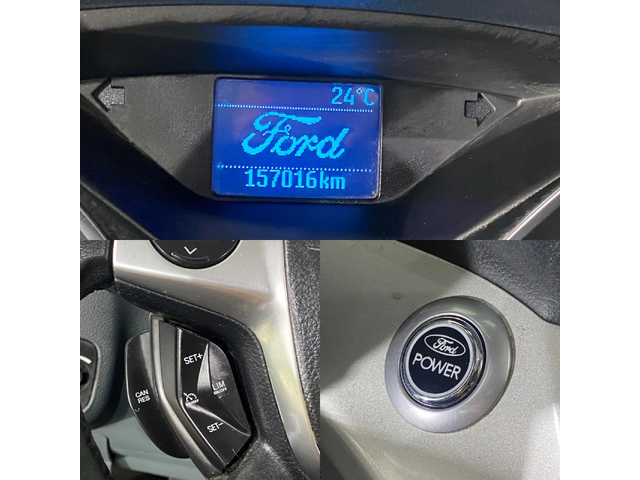 24°C
Ford
157016km
SET+
LIM
CAN
RES
SET-
Ford
POWER